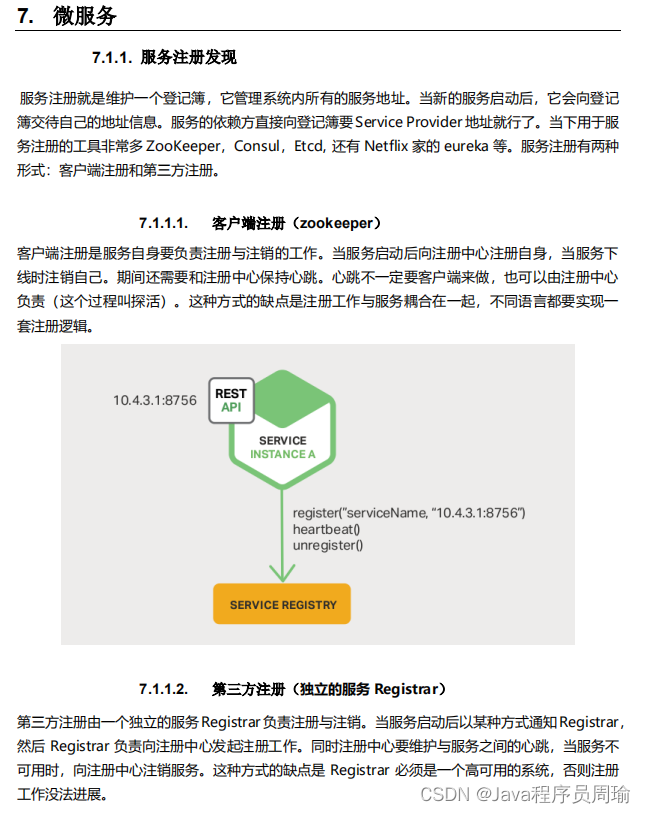 7. 微服务
7.1.1. 服务注册发现
服务注册就是维护一个登记簿，它管理系统内所有的服务地址。当新的服务启动后，它会向登记
簿交待自己的地址信息。服务的依赖方直接向登记簿要 Service Provider 地址就行了。当下用于服
务注册的工具非常多 ZooKeeper，Consul，Etcd, 还有 Netflix 家的 eureka 等。服务注册有两种
形式：客户端注册和第三方注册。
7.1.1.1. 客户端注册（zookeeper）
客户端注册是服务自身要负责注册与注销的工作。当服务启动后向注册中心注册自身，当服务下
线时注销自己。期间还需要和注册中心保持心跳。心跳不一定要客户端来做，也可以由注册中心
负责（这个过程叫探活）。这种方式的缺点是注册工作与服务耦合在一起，不同语言都要实现一
套注册逻辑。
10.4.3.1:8756
REST
API
SERVICE
INSTANCE A
register("serviceName, "10.4.3.1:8756")
heartbeat()
unregister()
SERVICE REGISTRY
7.1.1.2. 第三方注册（独立的服务 Registrar）
第三方注册由一个独立的服务Registrar负责注册与注销。当服务启动后以某种方式通知Registrar，
然后 Registrar 负责向注册中心发起注册工作。同时注册中心要维护与服务之间的心跳，当服务不
可用时，向注册中心注销服务。这种方式的缺点是 Registrar 必须是一个高可用的系统，否则注册
工作没法进展。
CSDN @Java程序员周瑜